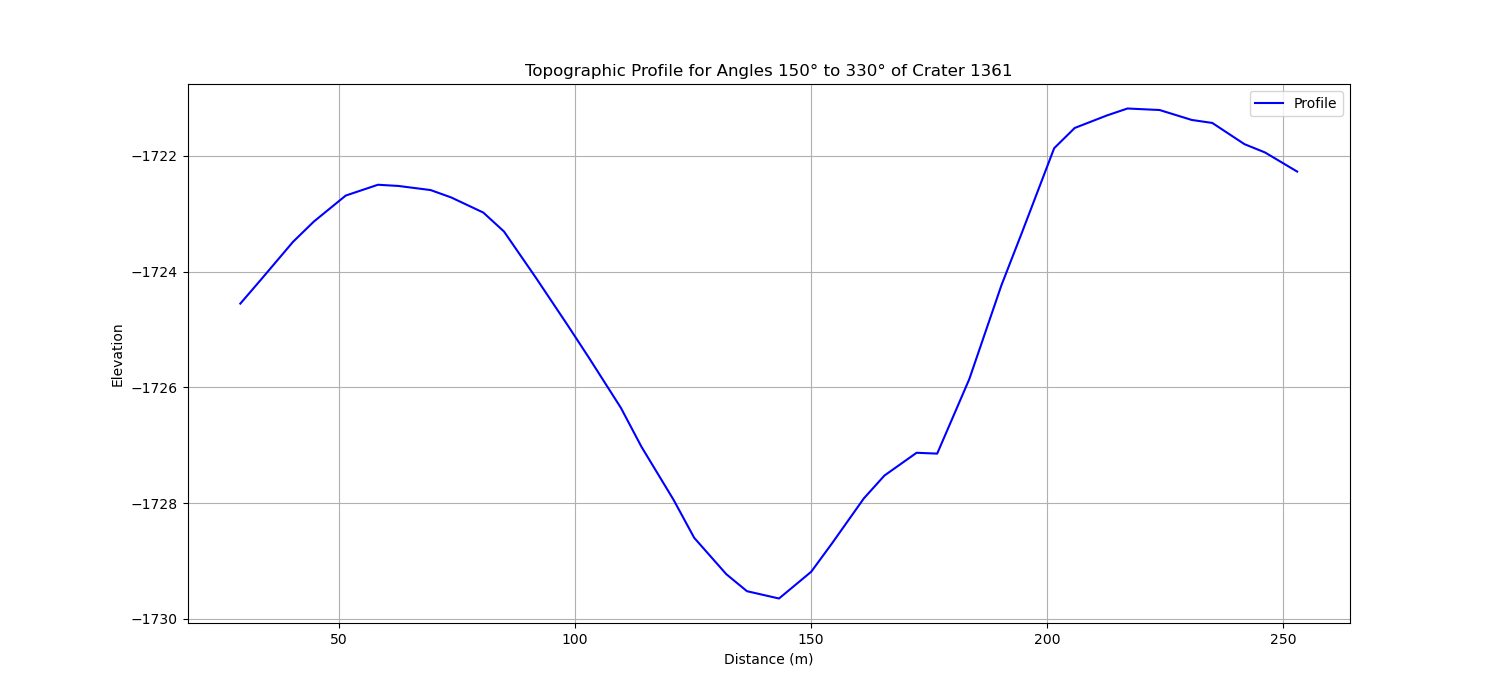 Topographic Profile for Angles 150° to 330° of Crater 1361
Profile
−1722
−1724
−1726
−1728
−1730
Elevation
50
100
150
200
250
Distance (m)